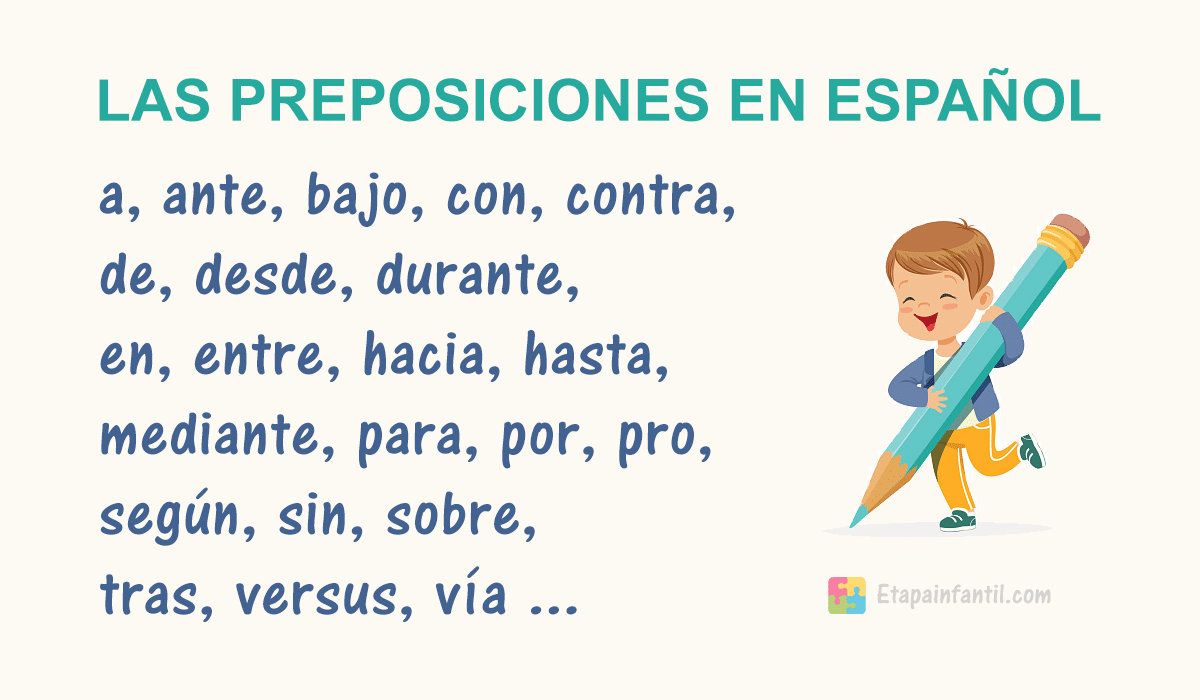 LAS PREPOSICIONES EN ESPAÑOL
a, ante, bajo, con, contra,
de, desde, durante,
en, entre, hacia, hasta,
mediante, para, por, pro,
según, sin, sobre,
tras, versus, vía ...
Etapainfantil.com